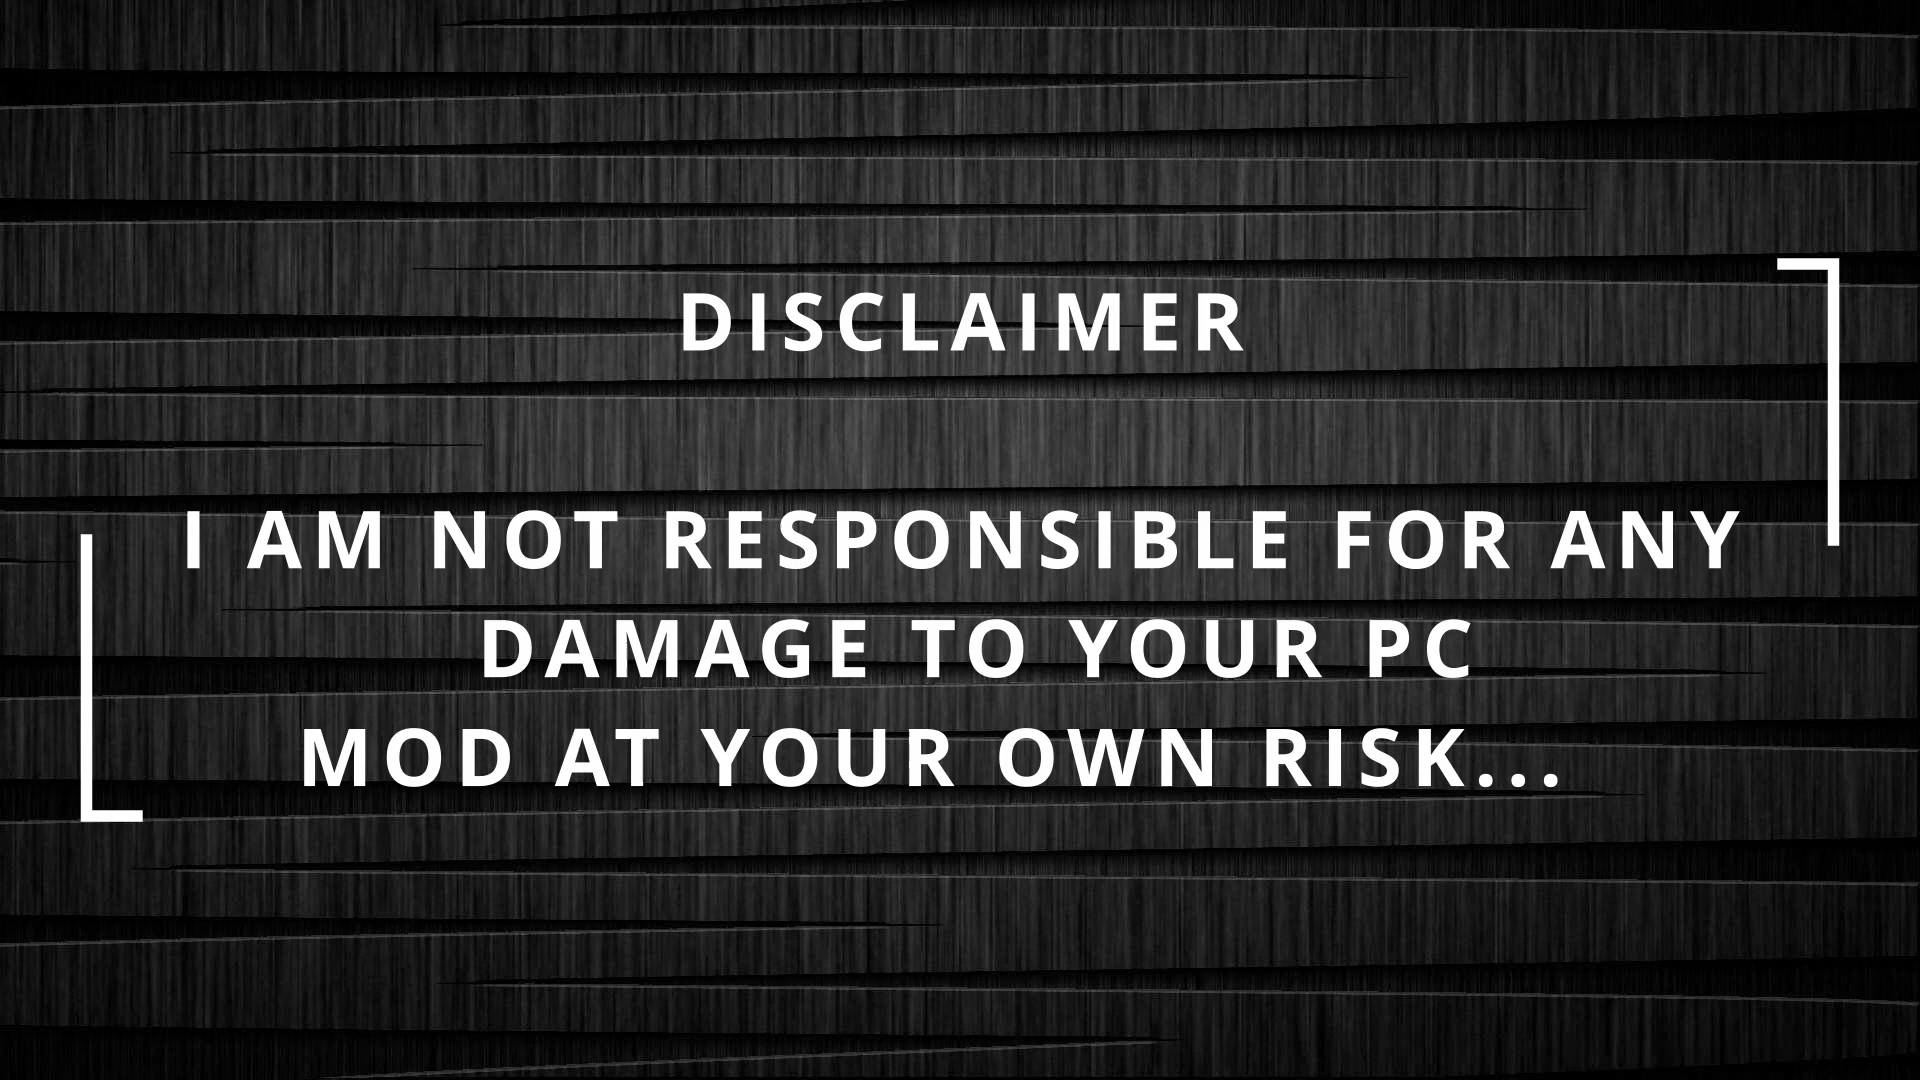 DISCLAIMER
I AM NOT RESPONSIBLE FOR ANY
DAMAGE TO YOUR PC
MOD AT YOUR OWN RISK...